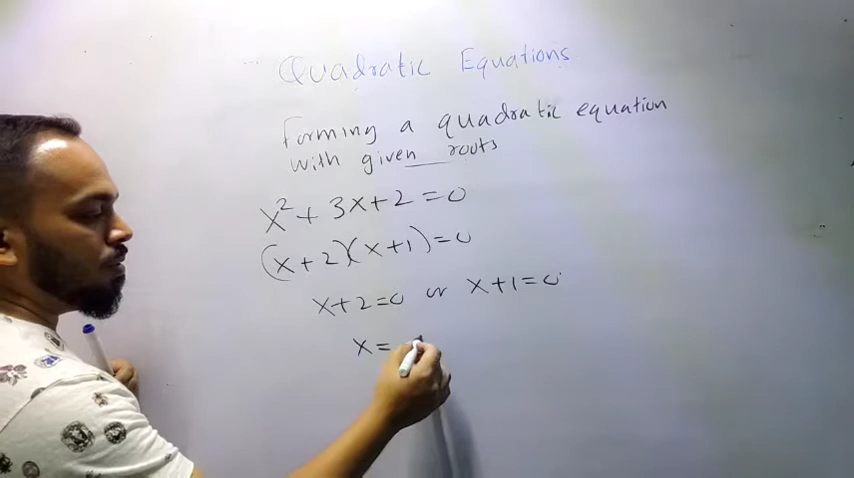 Quadratic Equations
Forming a quadratic equation
with given roots
x² + 3x + 2 = 0
(x + 2)(x + 1) = 0
x + 2 = 0 or x + 1 = 0
x =